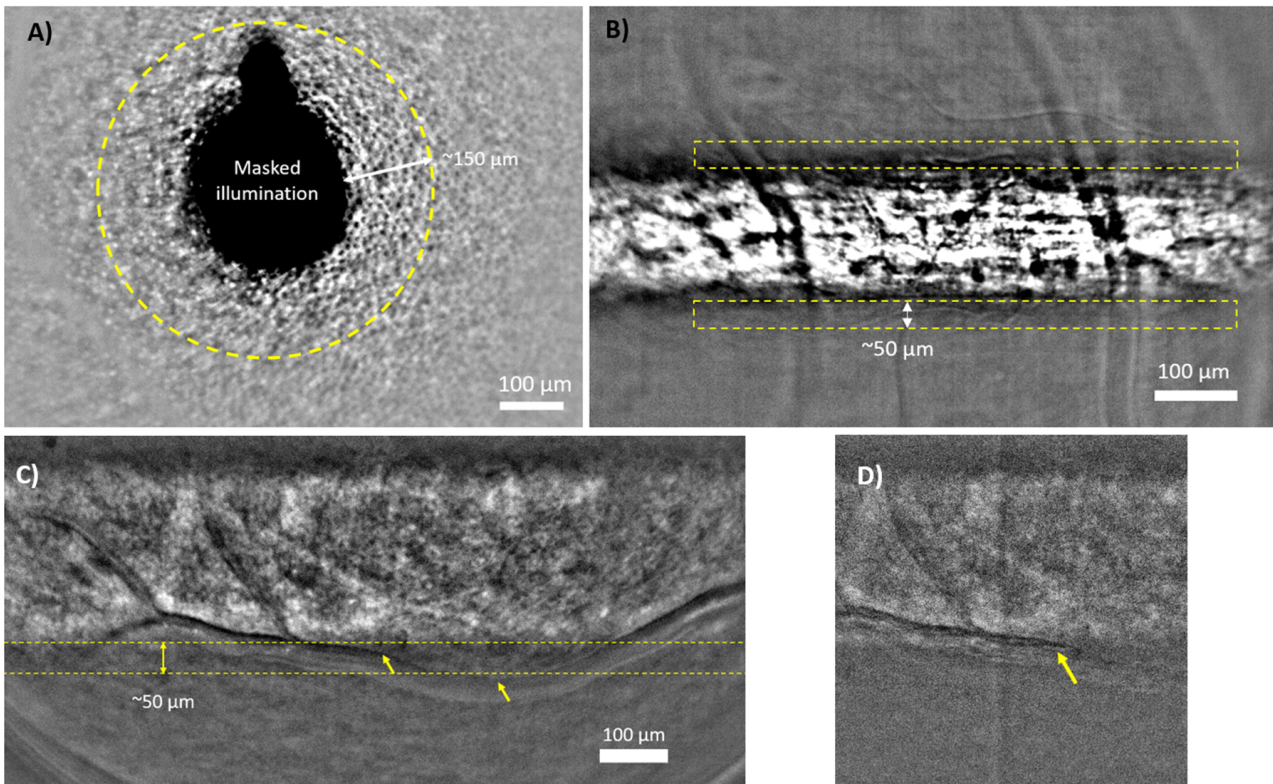 A)
Masked
illumination
~150 µm
100 µm
B)
~50 µm
100 µm
C)
~50 µm
100 µm
D)